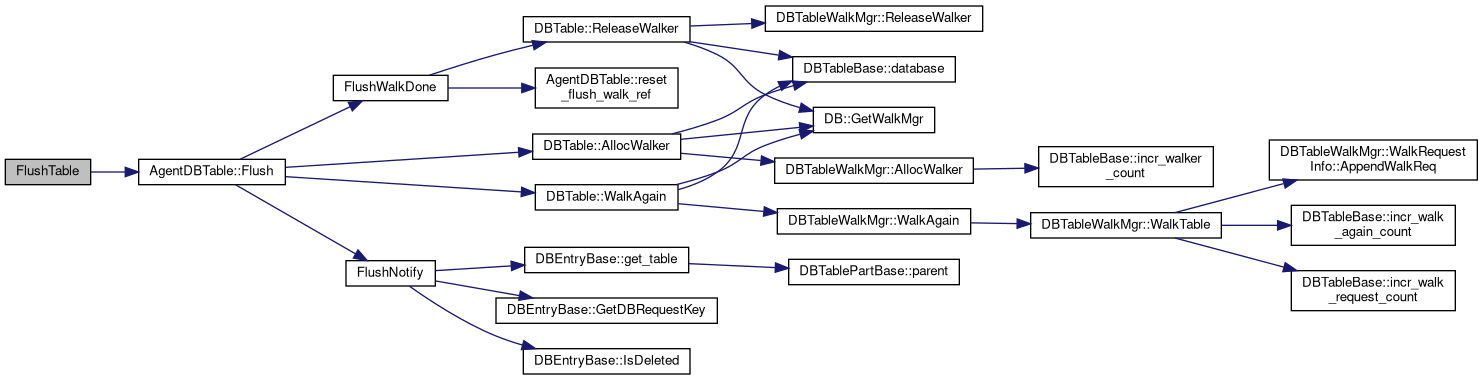 FlushTable
AgentDBTable::Flush
FlushWalkDone
DBTable::ReleaseWalker
DBTableWalkMgr::ReleaseWalker
DBTableBase::database
DB::GetWalkMgr
AgentDBTable::reset
_flush_walk_ref
DBTable::AllocWalker
DBTableWalkMgr::AllocWalker
DBTableBase::incr_walker
_count
DBTable::WalkAgain
DBTableWalkMgr::WalkAgain
DBTableWalkMgr::WalkTable
DBTableWalkMgr::WalkRequest
Info::AppendWalkReq
DBTableBase::incr_walk
_again_count
DBTableBase::incr_walk
_request_count
FlushNotify
DBEntryBase::get_table
DBTablePartBase::parent
DBEntryBase::GetDBRequestKey
DBEntryBase::IsDeleted